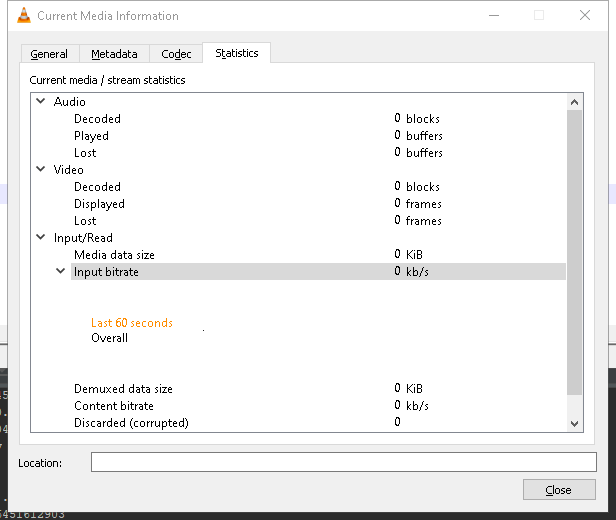 Current Media Information
General Metadata Codec Statistics
Current media / stream statistics
Audio
Decoded 0 blocks
Played 0 buffers
Lost 0 buffers
Video
Decoded 0 blocks
Displayed 0 frames
Lost 0 frames
Input/Read
Media data size 0 KiB
Input bitrate 0 kb/s
Last 60 seconds
Overall
Demuxed data size 0 KiB
Content bitrate 0 kb/s
Discarded (corrupted) 0
Location:
Close
451612903